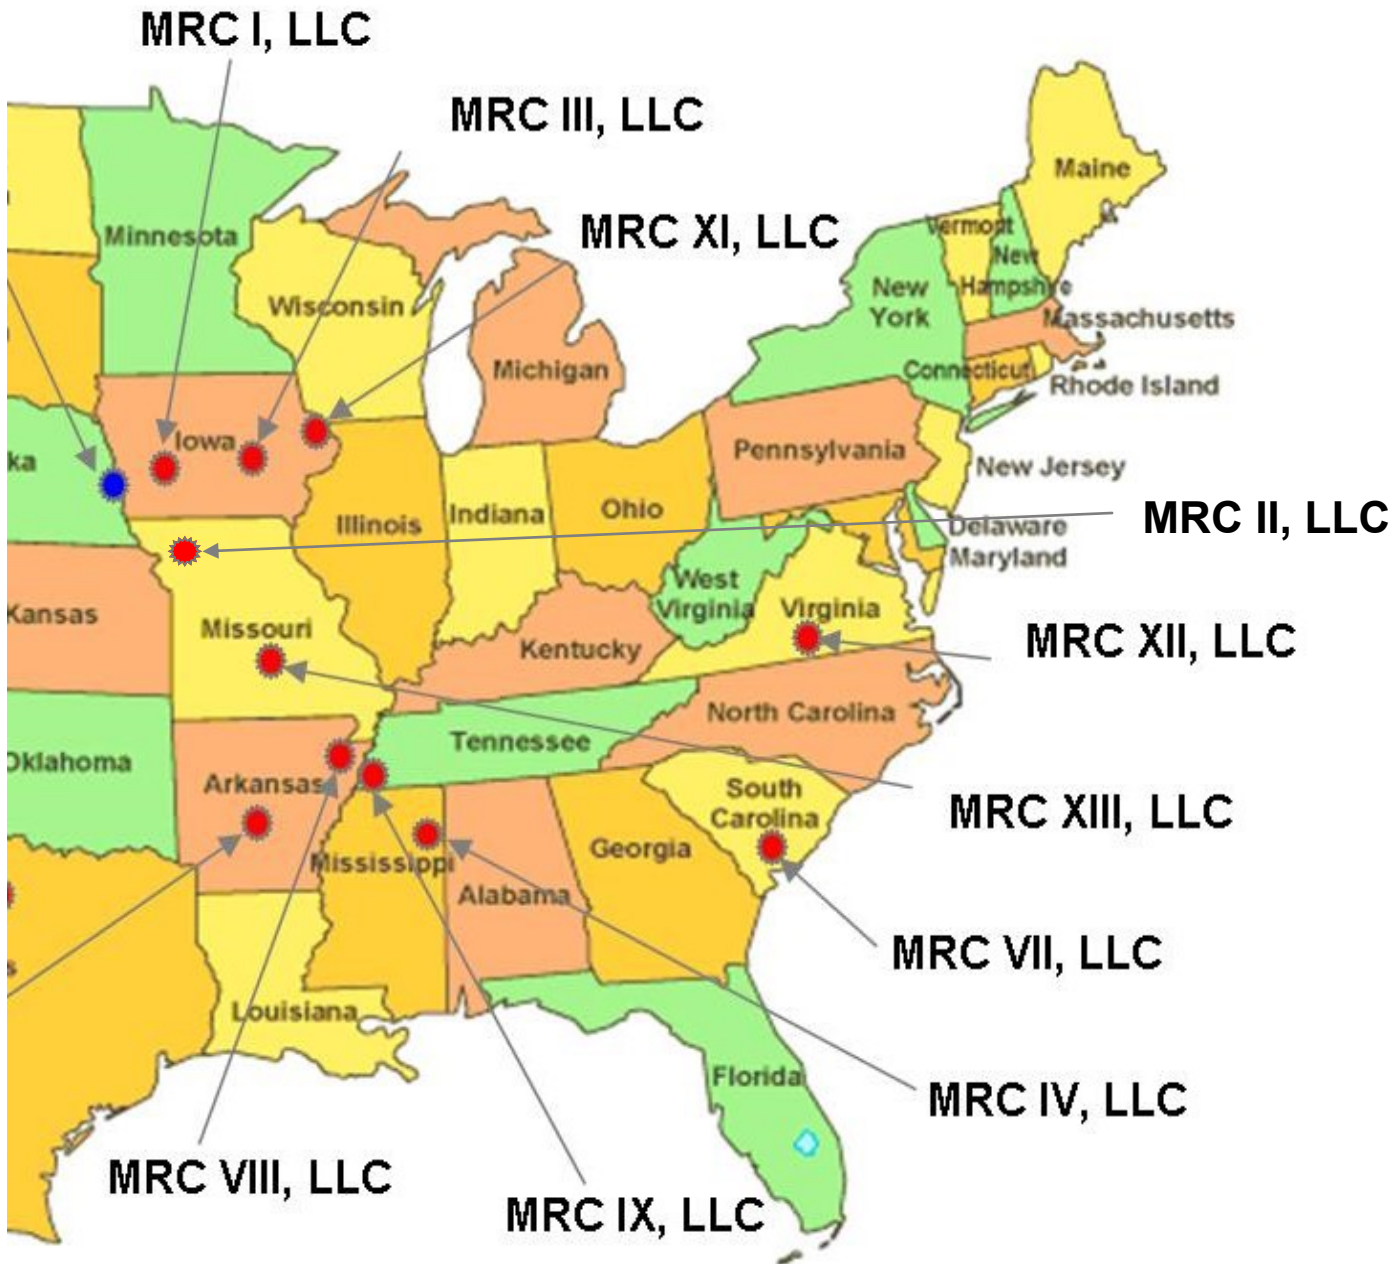 MRC I, LLC
MRC III, LLC
Maine
MRC XI, LLC
Minnesota
Vermont
New
Hampshire
Wisconsin
New
York
Massachusetts
Michigan
Connecticut
Rhode Island
Iowa
Pennsylvania
ka
New Jersey
Illinois
Indiana
Ohio
MRC II, LLC
Delaware
Maryland
West
Virginia
Virginia
Kansas
Missouri
Kentucky
MRC XII, LLC
North Carolina
Tennessee
Oklahoma
Arkansas
South
Carolina
MRC XIII, LLC
Georgia
Mississippi
Alabama
MRC VII, LLC
s
Louisiana
Florida
MRC IV, LLC
MRC VIII, LLC
MRC IX, LLC